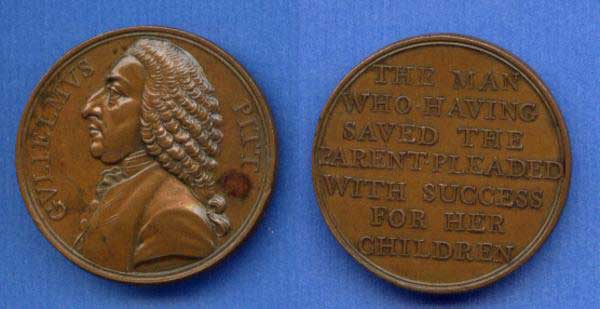 GVLIELMVS PITT
THE MAN
WHO HAVING
SAVED THE
PARENT PLEADED
WITH SUCCESS
FOR HER
CHILDREN